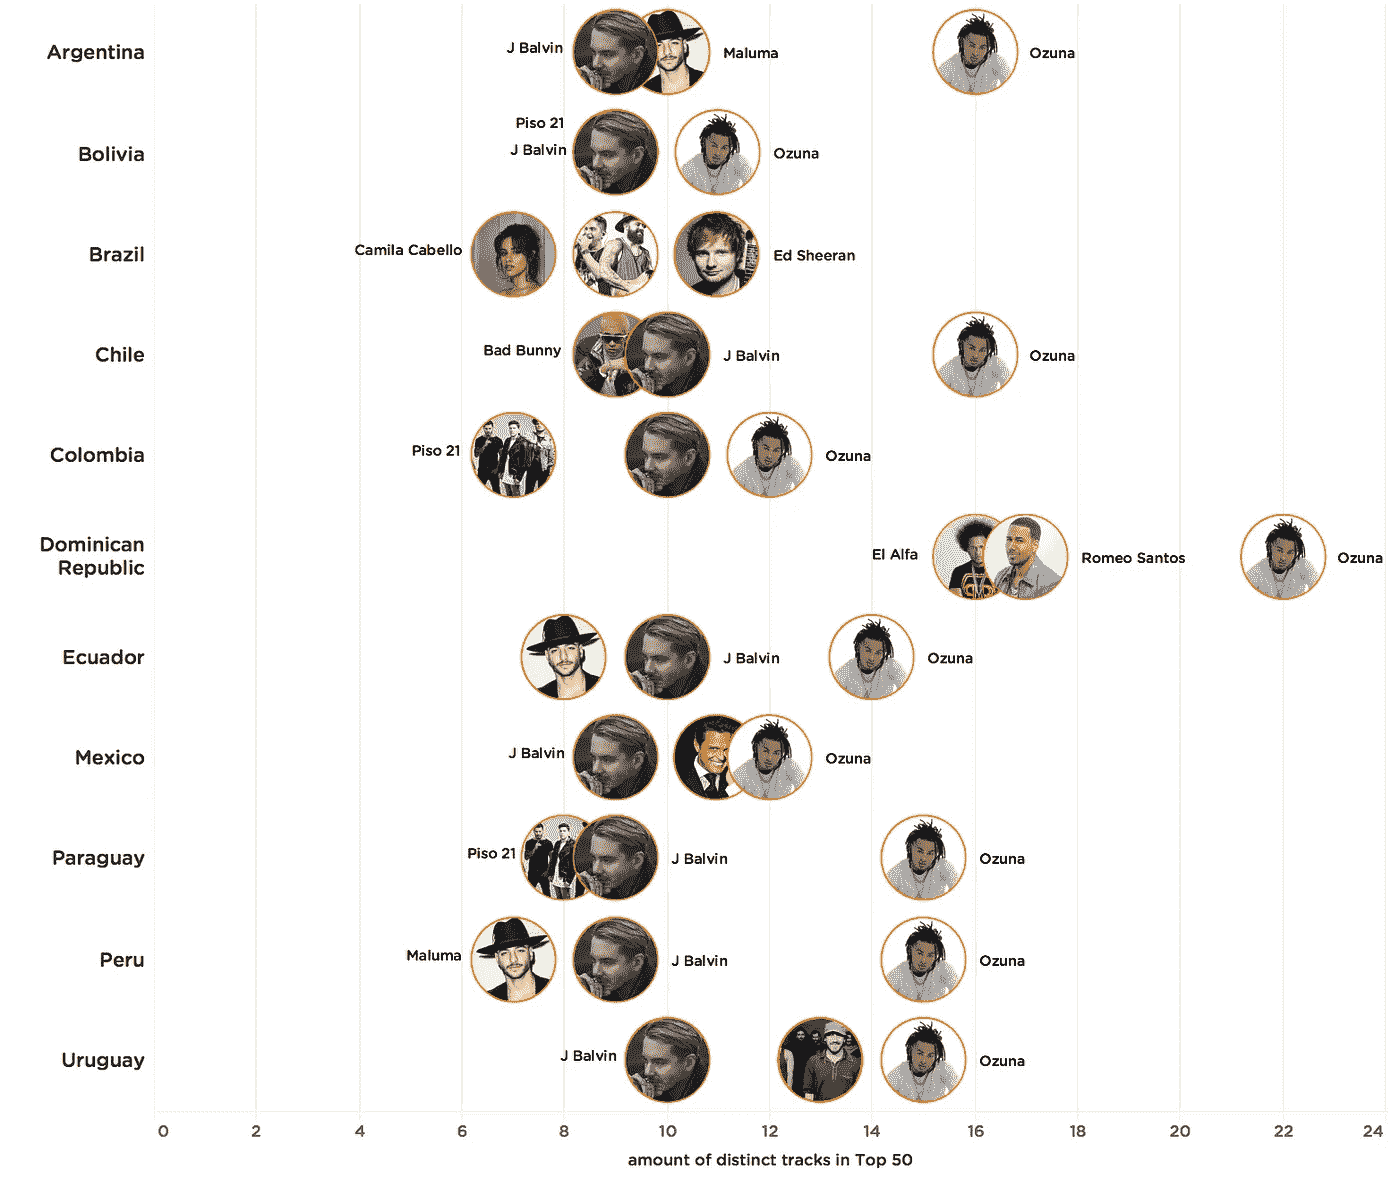 Argentina
J Balvin
Maluma
Ozuna
Piso 21
Bolivia
J Balvin
Ozuna
Brazil
Camila Cabello
Ed Sheeran
Chile
Bad Bunny
J Balvin
Ozuna
Colombia
Piso 21
Ozuna
Dominican
Republic
El Alfa
Romeo Santos
Ozuna
Ecuador
J Balvin
Ozuna
Mexico
J Balvin
Ozuna
Paraguay
Piso 21
J Balvin
Ozuna
Peru
Maluma
J Balvin
Ozuna
Uruguay
J Balvin
Ozuna
0 2 4 6 8 10 12 14 16 18 20 22 24
amount of distinct tracks in Top 50